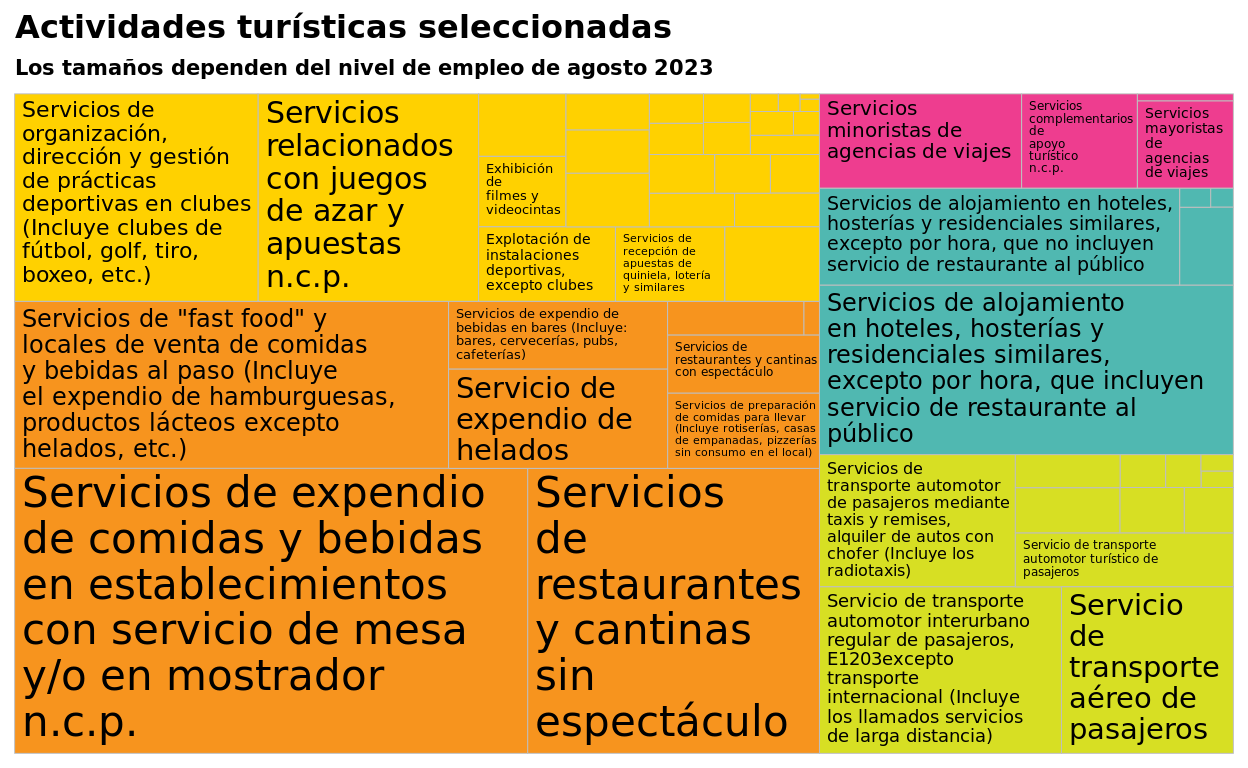 Actividades turísticas seleccionadas
Los tamaños dependen del nivel de empleo de agosto 2023
Servicios de
organización,
dirección y gestión
de prácticas
deportivas en clubes
(Incluye clubes de
fútbol, golf, tiro,
boxeo, etc.)
Servicios
relacionados
con juegos
de azar y
apuestas
n.c.p.
Exhibición
de
filmes y
videocintas
Explotación de
instalaciones
deportivas,
excepto clubes
Servicios de
recepción de
apuestas de
quiniela, lotería
y similares
Servicios
minoristas de
agencias de viajes
Servicios
complementarios
de
apoyo
turístico
n.c.p.
Servicios
mayoristas
de
agencias
de viajes
Servicios de alojamiento en hoteles,
hosterías y residenciales similares,
excepto por hora, que no incluyen
servicio de restaurante al público
Servicios de alojamiento
en hoteles, hosterías y
residenciales similares,
excepto por hora, que incluyen
servicio de restaurante al
público
Servicios de "fast food" y
locales de venta de comidas
y bebidas al paso (Incluye
el expendio de hamburguesas,
productos lácteos excepto
helados, etc.)
Servicios de expendio de
bebidas en bares (Incluye:
bares, cervecerías, pubs,
cafeterías)
Servicio de
expendio de
helados
Servicios de
restaurantes y cantinas
con espectáculo
Servicios de preparación
de comidas para llevar
(Incluye rotiserías, casas
de empanadas, pizzerías
sin consumo en el local)
Servicios de expendio
de comidas y bebidas
en establecimientos
con servicio de mesa
y/o en mostrador
n.c.p.
Servicios
de
restaurantes
y cantinas
sin
espectáculo
Servicios de
transporte automotor
de pasajeros mediante
taxis y remises,
alquiler de autos con
chofer (Incluye los
radiotaxis)
Servicio de transporte
automotor turístico de
pasajeros
Servicio de transporte
automotor interurbano
regular de pasajeros,
E1203excepto
transporte
internacional (Incluye
los llamados servicios
de larga distancia)
Servicio
de
transporte
aéreo de
pasajeros